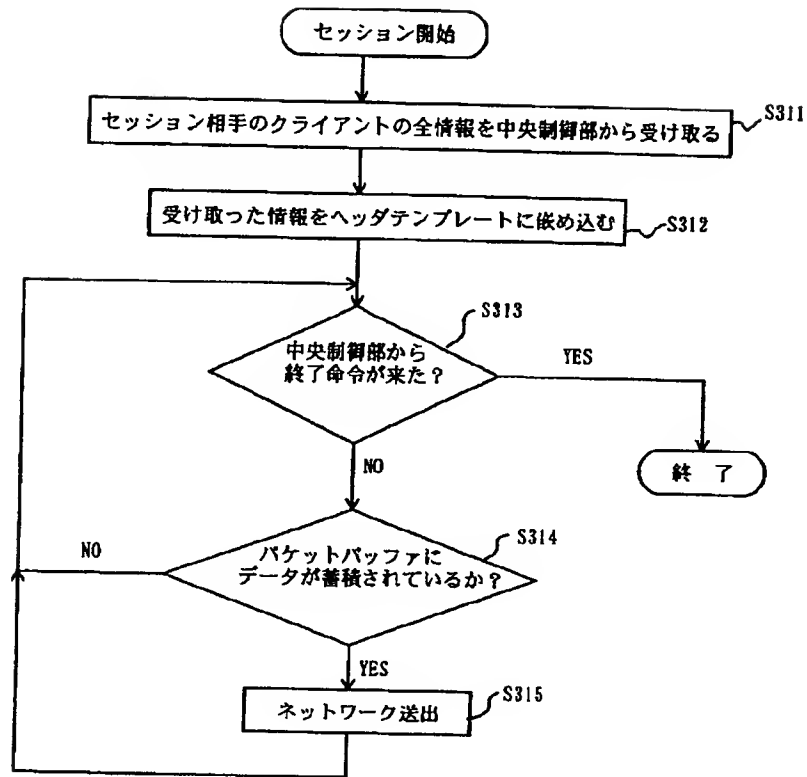 セッション開始
セッション相手のクライアントの全情報を中央制御部から受け取る
S311
受け取った情報をヘッダテンプレートに嵌め込む
S312
S313
中央制御部から
終了命令が来た？
YES
終 了
NO
S314
パケットバッファに
データが蓄積されているか？
NO
YES
S315
ネットワーク送出